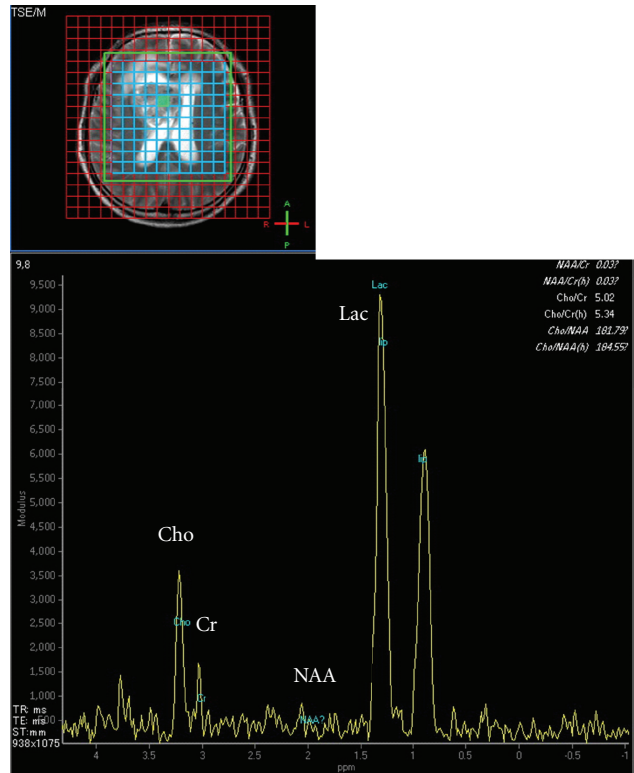 TSE/M
A
R L
P
9,8
NAA/Cr 0.03?
NAA/Cr(h) 0.03?
Cho/Cr 5.02
Cho/Cr(h) 5.34
Cho/NAA 181.79?
Cho/NAA(h) 184.55?
9,500
9,000
8,500
8,000
7,500
7,000
6,500
6,000
5,500
5,000
4,500
4,000
3,500
3,000
2,500
2,000
1,500
1,000
500
Modulus
Lac
Lac
lip
Cho
Cho
Cr
Cr
NAA
NAA?
TR: ms
TE: ms
ST:mm
938x1075
4 3.5 3 2.5 2 1.5 1 0.5 0 -0.5 -1
ppm